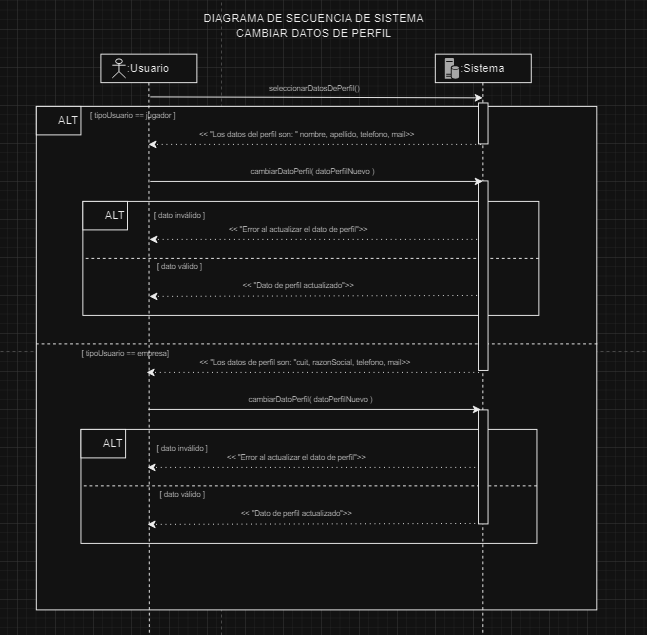 DIAGRAMA DE SECUENCIA DE SISTEMA
CAMBIAR DATOS DE PERFIL
:Usuario
:Sistema
seleccionarDatosDePerfil()
ALT
[ tipoUsuario == jugador ]
<< "Los datos del perfil son: " nombre, apellido, telefono, mail>>
cambiarDatoPerfil( datoPerfilNuevo )
ALT
[ dato inválido ]
<< "Error al actualizar el dato de perfil">>
[ dato válido ]
<< "Dato de perfil actualizado">>
[ tipoUsuario == empresa]
<< "Los datos de perfil son: "cuit, razonSocial, telefono, mail>>
cambiarDatoPerfil( datoPerfilNuevo )
ALT
[ dato inválido ]
<< "Error al actualizar el dato de perfil">>
[ dato válido ]
<< "Dato de perfil actualizado">>